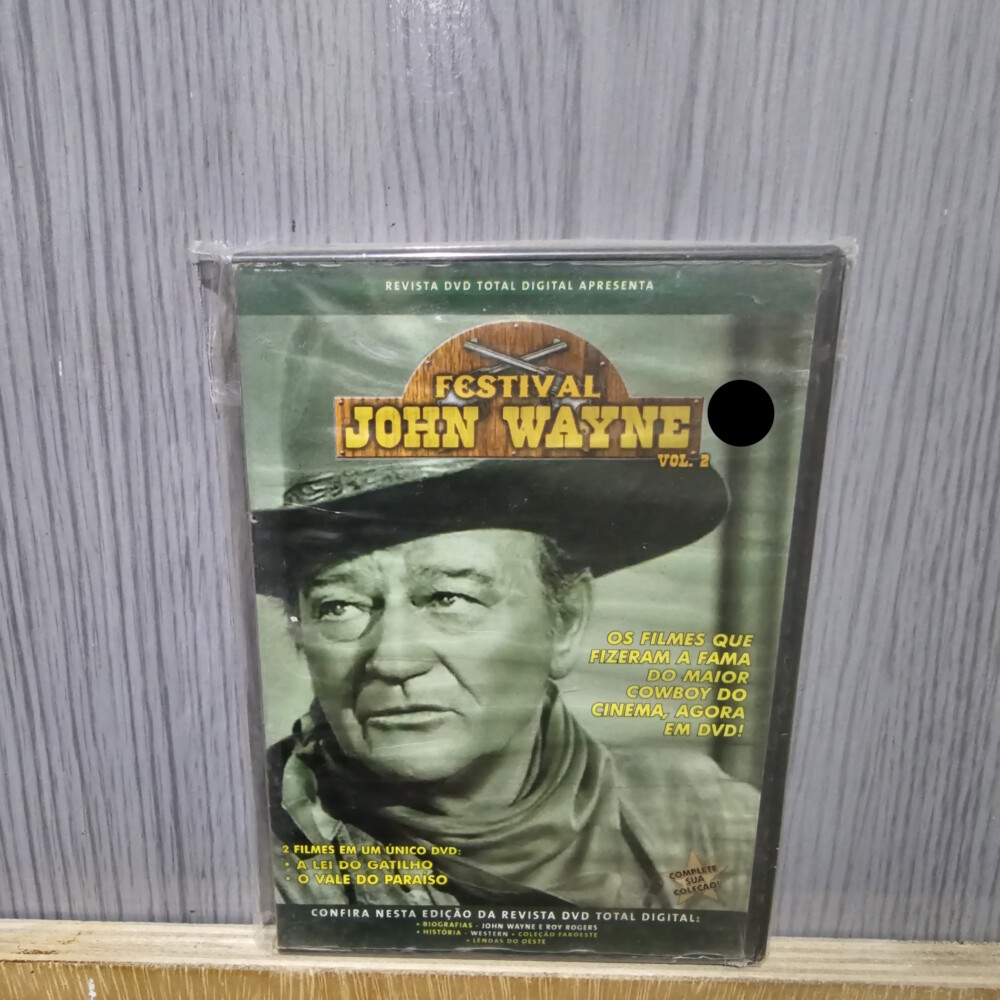 REVISTA DVD TOTAL DIGITAL APRESENTA
FESTIVAL
JOHN WAYNE
VOL. 2
OS FILMES QUE
FIZERAM A FAMA
DO MAIOR
COWBOY DO
CINEMA, AGORA
EM DVD!
2 FILMES EM UM ÚNICO DVD:
• A LEI DO GATILHO
• O VALE DO PARAÍSO
COMPLETE
SUA
COLEÇÃO!
CONFIRA NESTA EDIÇÃO DA REVISTA DVD TOTAL DIGITAL:
• BIOGRAFIAS - JOHN WAYNE E ROY ROGERS
• HISTÓRIA - WESTERN • COLEÇÃO FAROESTE
• LENDAS DO OESTE